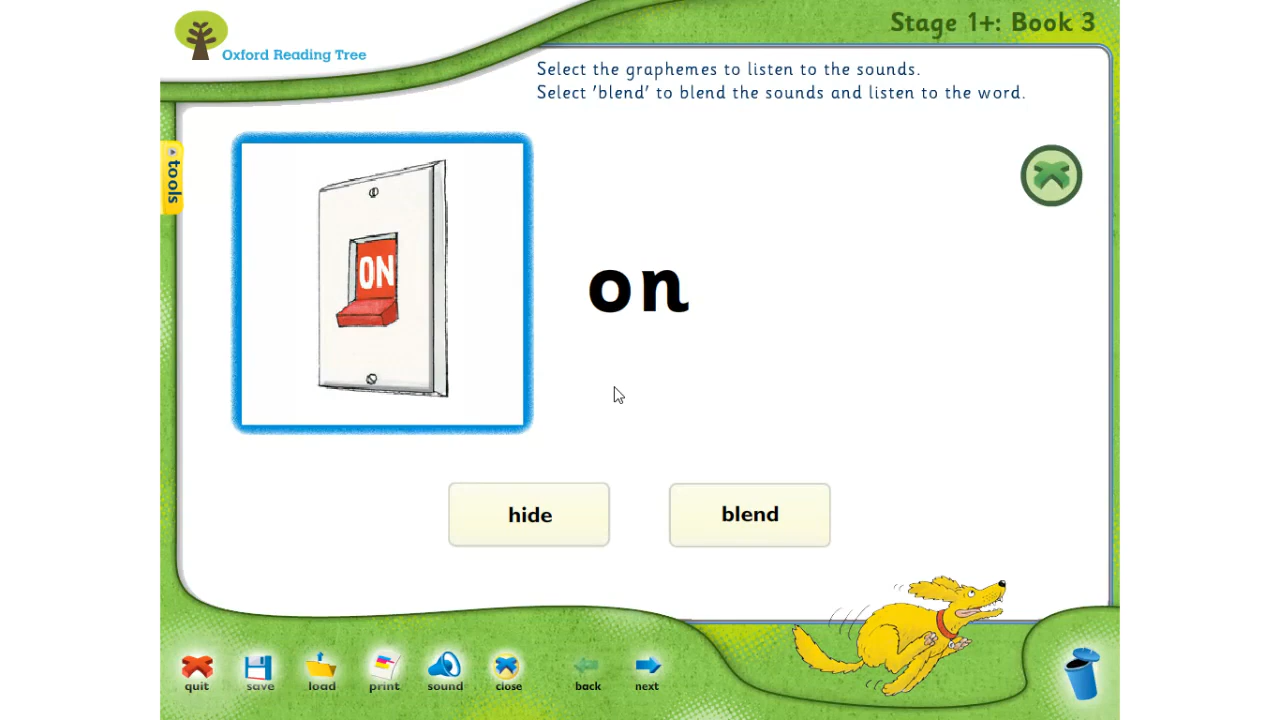 Stage 1+: Book 3
Oxford Reading Tree
Select the graphemes to listen to the sounds.
Select 'blend' to blend the sounds and listen to the word.
tools
ON
on
hide
blend
quit
save
load
print
sound
close
back
next